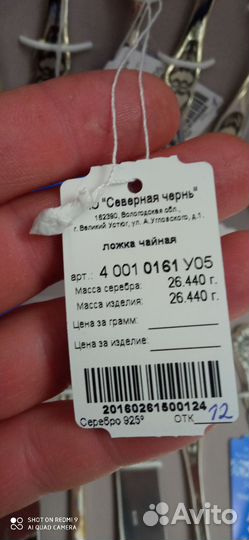 "Северная чернь"
162390, Вологодская обл.,
г. Великий Устюг, ул. А.Угловского, д.1.
ложка чайная
арт.: 4 001 0161 У05
Масса серебра: 26.440 г.
Масса изделия: 26.440 г.
Цена за грамм:
Цена за изделие:
20160261500124
Серебро 925° ОТК 12
SHOT ON REDMI 9
AI QUAD CAMERA
Avito